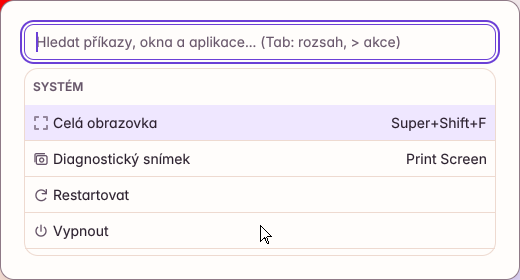 Hledat příkazy, okna a aplikace... (Tab: rozsah, > akce)
SYSTÉM
Celá obrazovka Super+Shift+F
Diagnostický snímek Print Screen
Restartovat
Vypnout